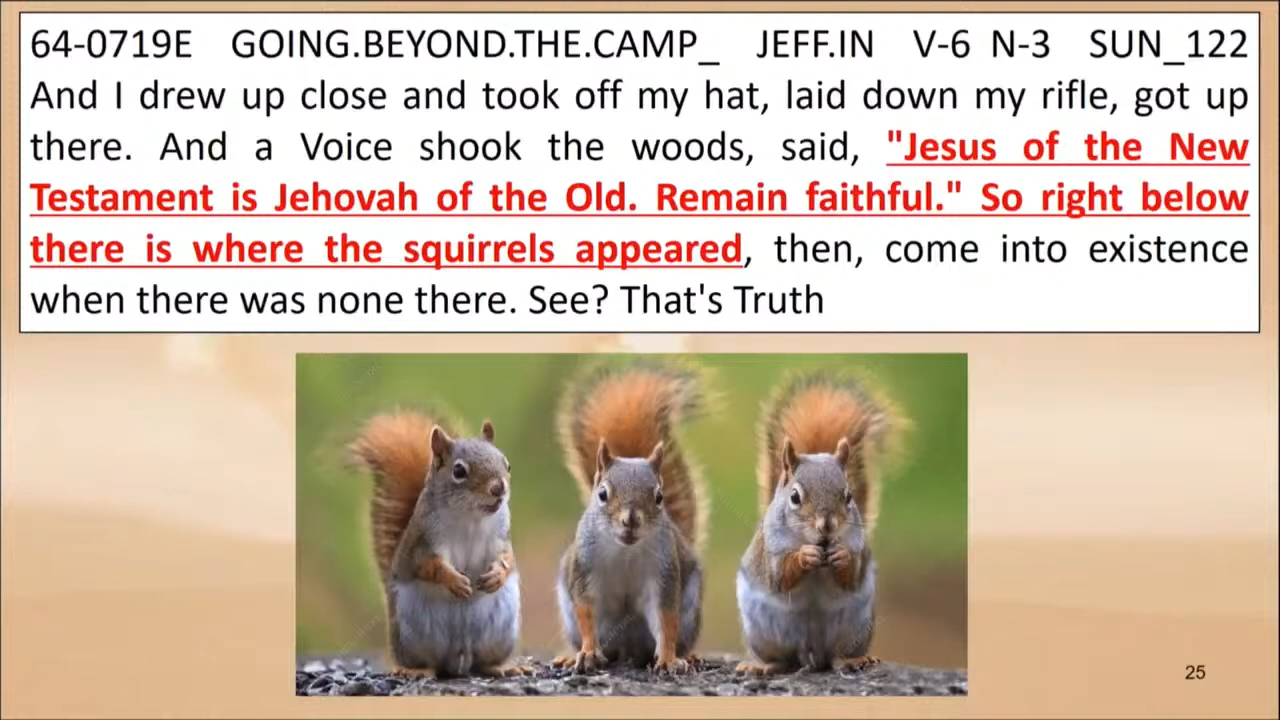 64-0719E GOING.BEYOND.THE.CAMP_ JEFF.IN V-6 N-3 SUN_122
And I drew up close and took off my hat, laid down my rifle, got up
there. And a Voice shook the woods, said, "Jesus of the New
Testament is Jehovah of the Old. Remain faithful." So right below
there is where the squirrels appeared, then, come into existence
when there was none there. See? That's Truth
25